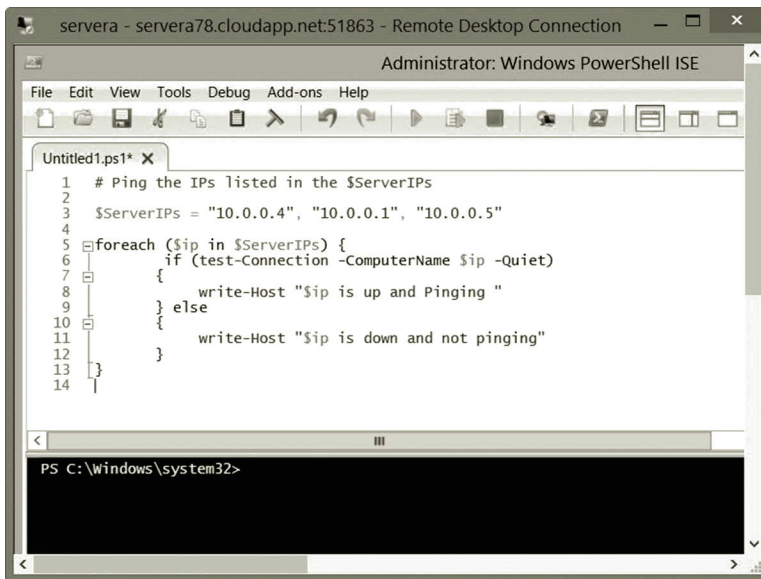 servera - servera78.cloudapp.net:51863 - Remote Desktop Connection
Administrator: Windows PowerShell ISE
File Edit View Tools Debug Add-ons Help
Untitled1.ps1* X
1 # Ping the IPs listed in the $ServerIPs
2
3 $ServerIPs = "10.0.0.4", "10.0.0.1", "10.0.0.5"
4
5 foreach ($ip in $ServerIPs) {
6 if (test-Connection -ComputerName $ip -Quiet)
7 {
8 write-Host "$ip is up and Pinging "
9 } else
10 {
11 write-Host "$ip is down and not pinging"
12 }
13 }
14
PS C:\Windows\system32>